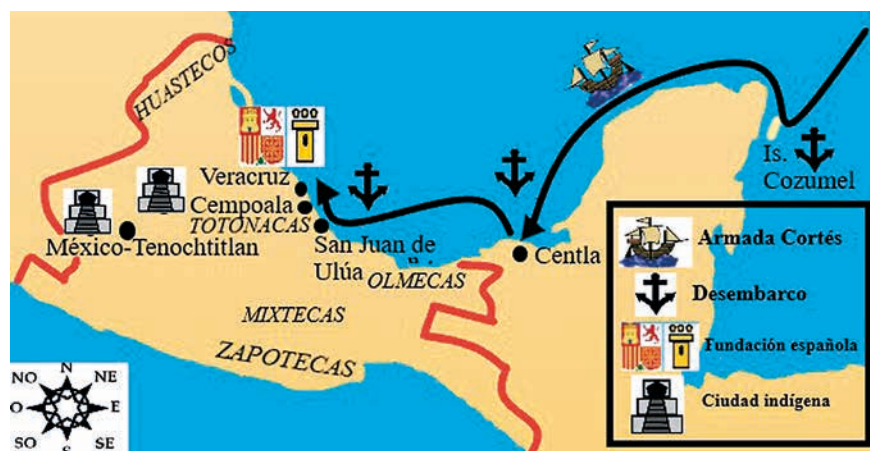 HUASTECOS
Is.
Cozumel
Veracruz
Cempoala
TOTONACAS
México-Tenochtitlan
San Juan de
Ulúa
Centla
OLMECAS
MIXTECAS
ZAPOTECAS
Armada Cortés
Desembarco
Fundación española
Ciudad indígena
N
NO NE
O E
SO SE
S